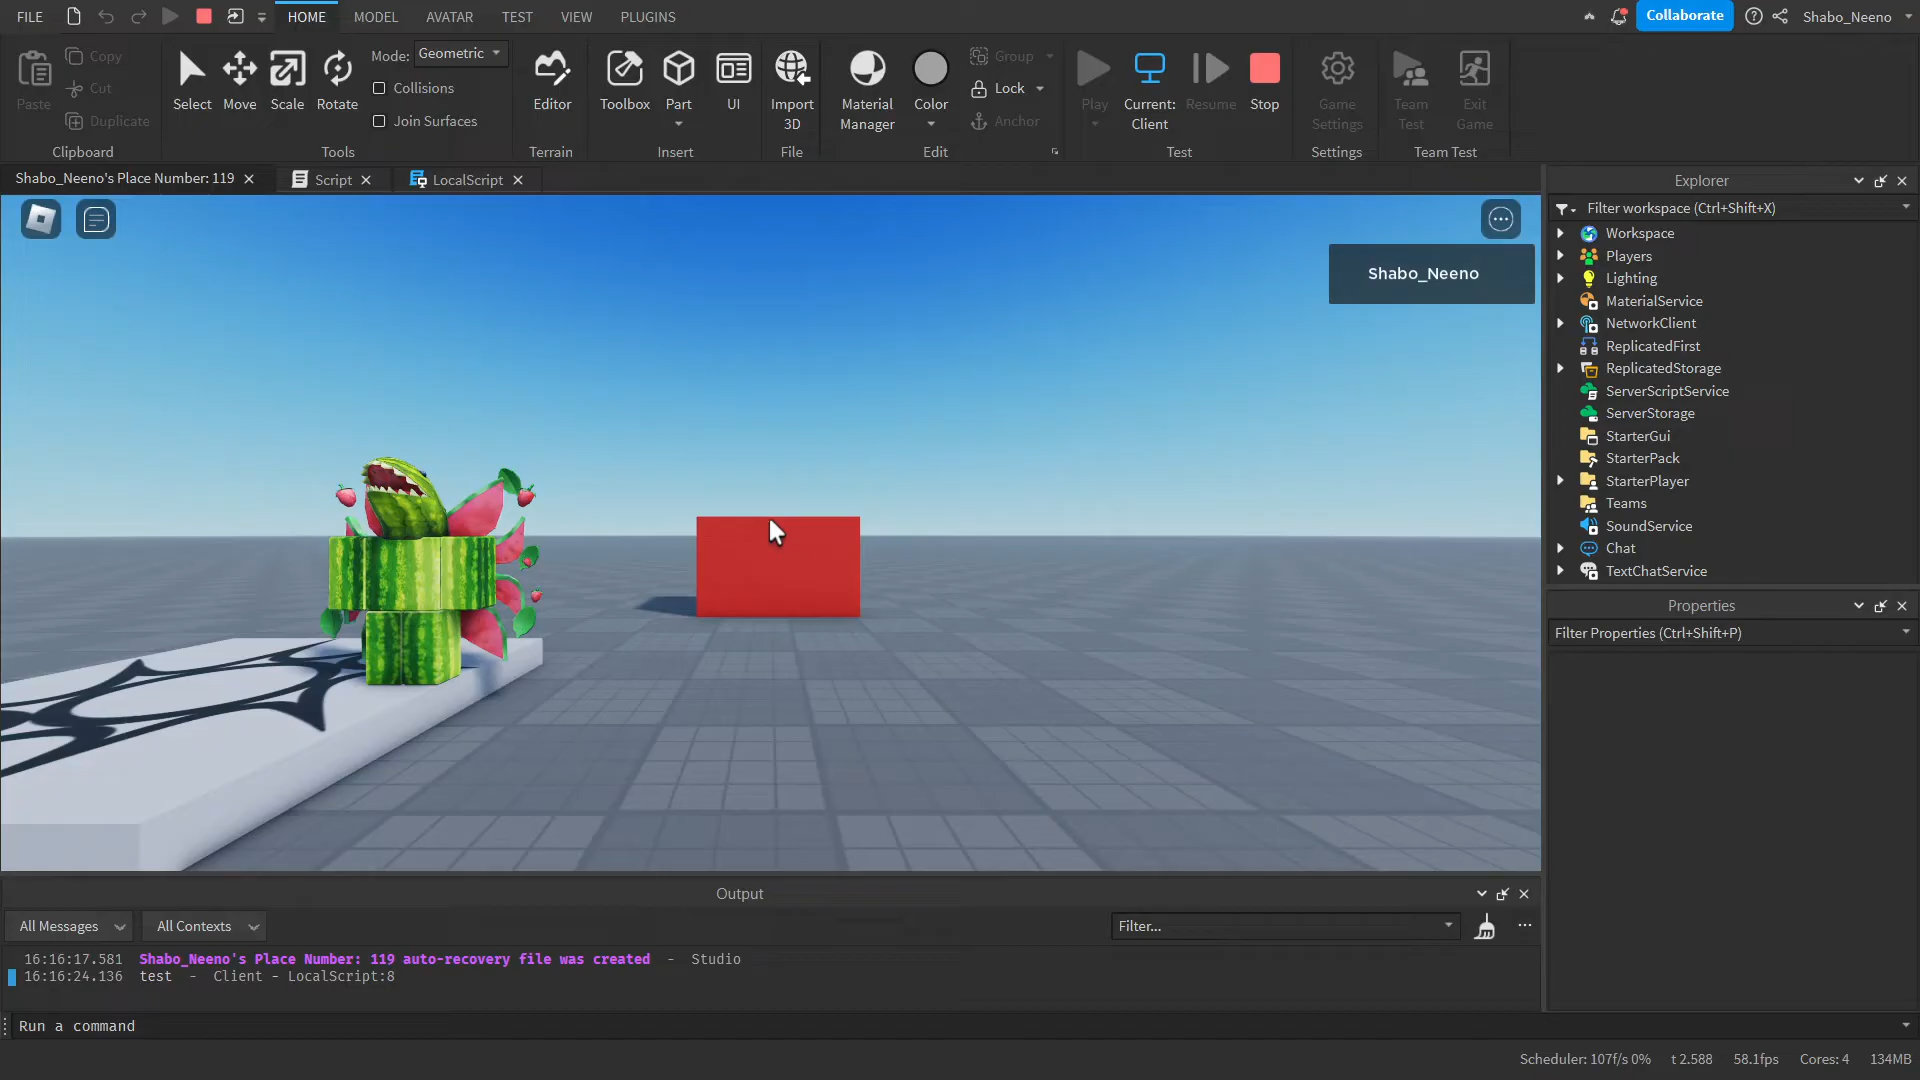 FILE HOME MODEL AVATAR TEST VIEW PLUGINS Collaborate Shabo_Neeno
Paste Copy Cut Duplicate Clipboard
Select Move Scale Rotate Mode: Geometric Collisions Join Surfaces Tools
Editor Terrain
Toolbox Part UI Insert
Import 3D File
Material Manager Color Group Lock Anchor Edit
Play Current: Client Resume Stop Test
Game Settings Settings
Team Test Exit Game Team Test
Shabo_Neeno's Place Number: 119 Script LocalScript
Shabo_Neeno
Explorer
Filter workspace (Ctrl+Shift+X)
Workspace
Players
Lighting
MaterialService
NetworkClient
ReplicatedFirst
ReplicatedStorage
ServerScriptService
ServerStorage
StarterGui
StarterPack
StarterPlayer
Teams
SoundService
Chat
TextChatService
Properties
Filter Properties (Ctrl+Shift+P)
Output
All Messages All Contexts Filter...
16:16:17.581 Shabo_Neeno's Place Number: 119 auto-recovery file was created - Studio
16:16:24.136 test - Client - LocalScript:8
Run a command
Scheduler: 107f/s 0% t 2.588 58.1fps Cores: 4 134MB